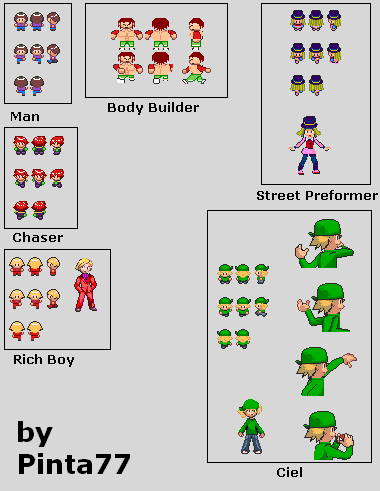 Man
Body Builder
Street Preformer
Chaser
Rich Boy
Ciel
by
Pinta77